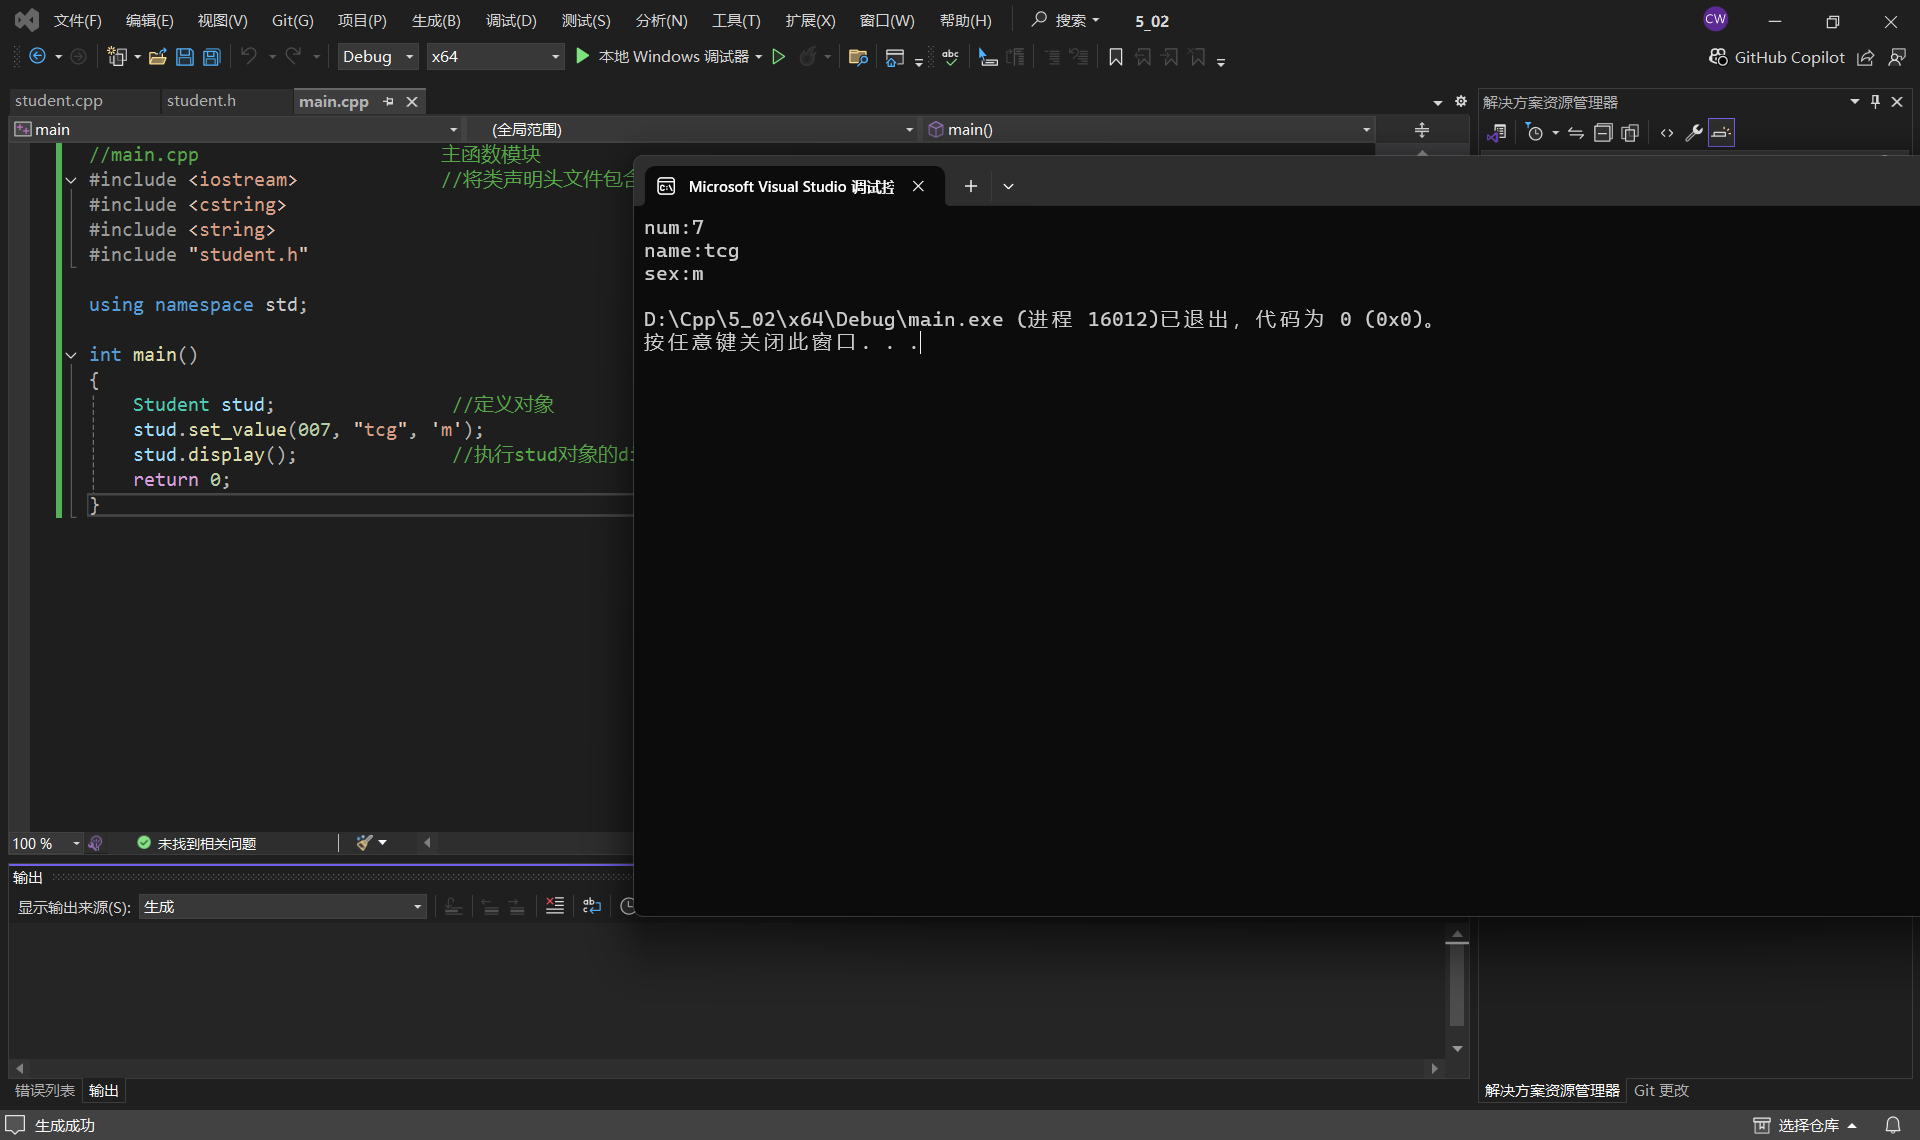 文件(F) 编辑(E) 视图(V) Git(G) 项目(P) 生成(B) 调试(D) 测试(S) 分析(N) 工具(T) 扩展(X) 窗口(W) 帮助(H) 搜索 5_02 CW
Debug x64 本地 Windows 调试器 GitHub Copilot
student.cpp student.h main.cpp 解决方案资源管理器
main (全局范围) main()
//main.cpp 主函数模块
#include <iostream> //将类声明头文件包含
#include <cstring>
#include <string>
#include "student.h"
using namespace std;
int main()
{
Student stud; //定义对象
stud.set_value(007, "tcg", 'm');
stud.display(); //执行stud对象的di
return 0;
}
Microsoft Visual Studio 调试控
num:7
name:tcg
sex:m
D:\Cpp\5_02\x64\Debug\main.exe (进程 16012)已退出，代码为 0 (0x0)。
按任意键关闭此窗口. . .
100 % 未找到相关问题
输出
显示输出来源(S): 生成
错误列表 输出 解决方案资源管理器 Git 更改
生成成功 选择仓库